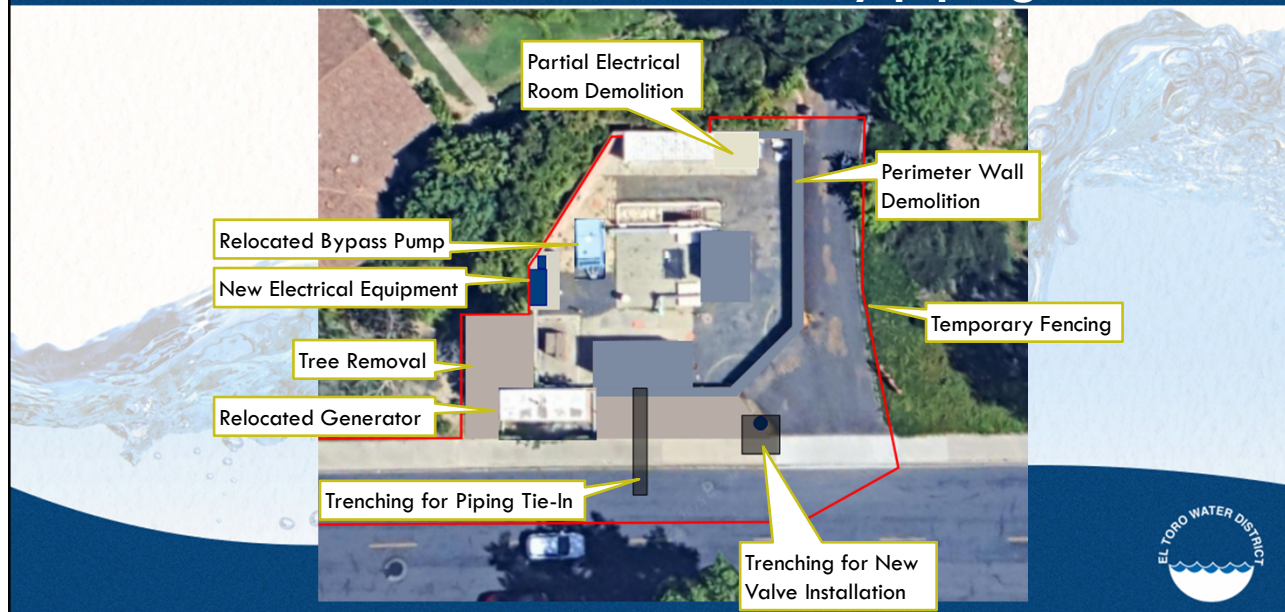 Partial Electrical
Room Demolition
Perimeter Wall
Demolition
Relocated Bypass Pump
New Electrical Equipment
Temporary Fencing
Tree Removal
Relocated Generator
Trenching for Piping Tie-In
Trenching for New
Valve Installation
EL TORO WATER DISTRICT